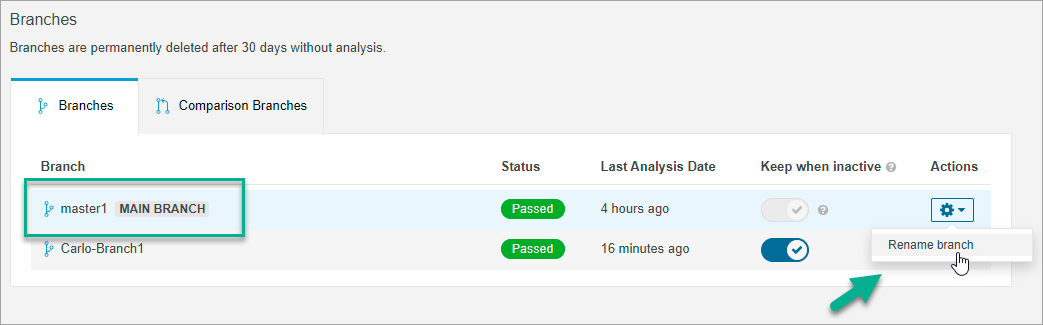 Branches
Branches are permanently deleted after 30 days without analysis.
Branches Comparison Branches
Branch Status Last Analysis Date Keep when inactive ? Actions
master1 MAIN BRANCH Passed 4 hours ago ?
Carlo-Branch1 Passed 16 minutes ago
Rename branch